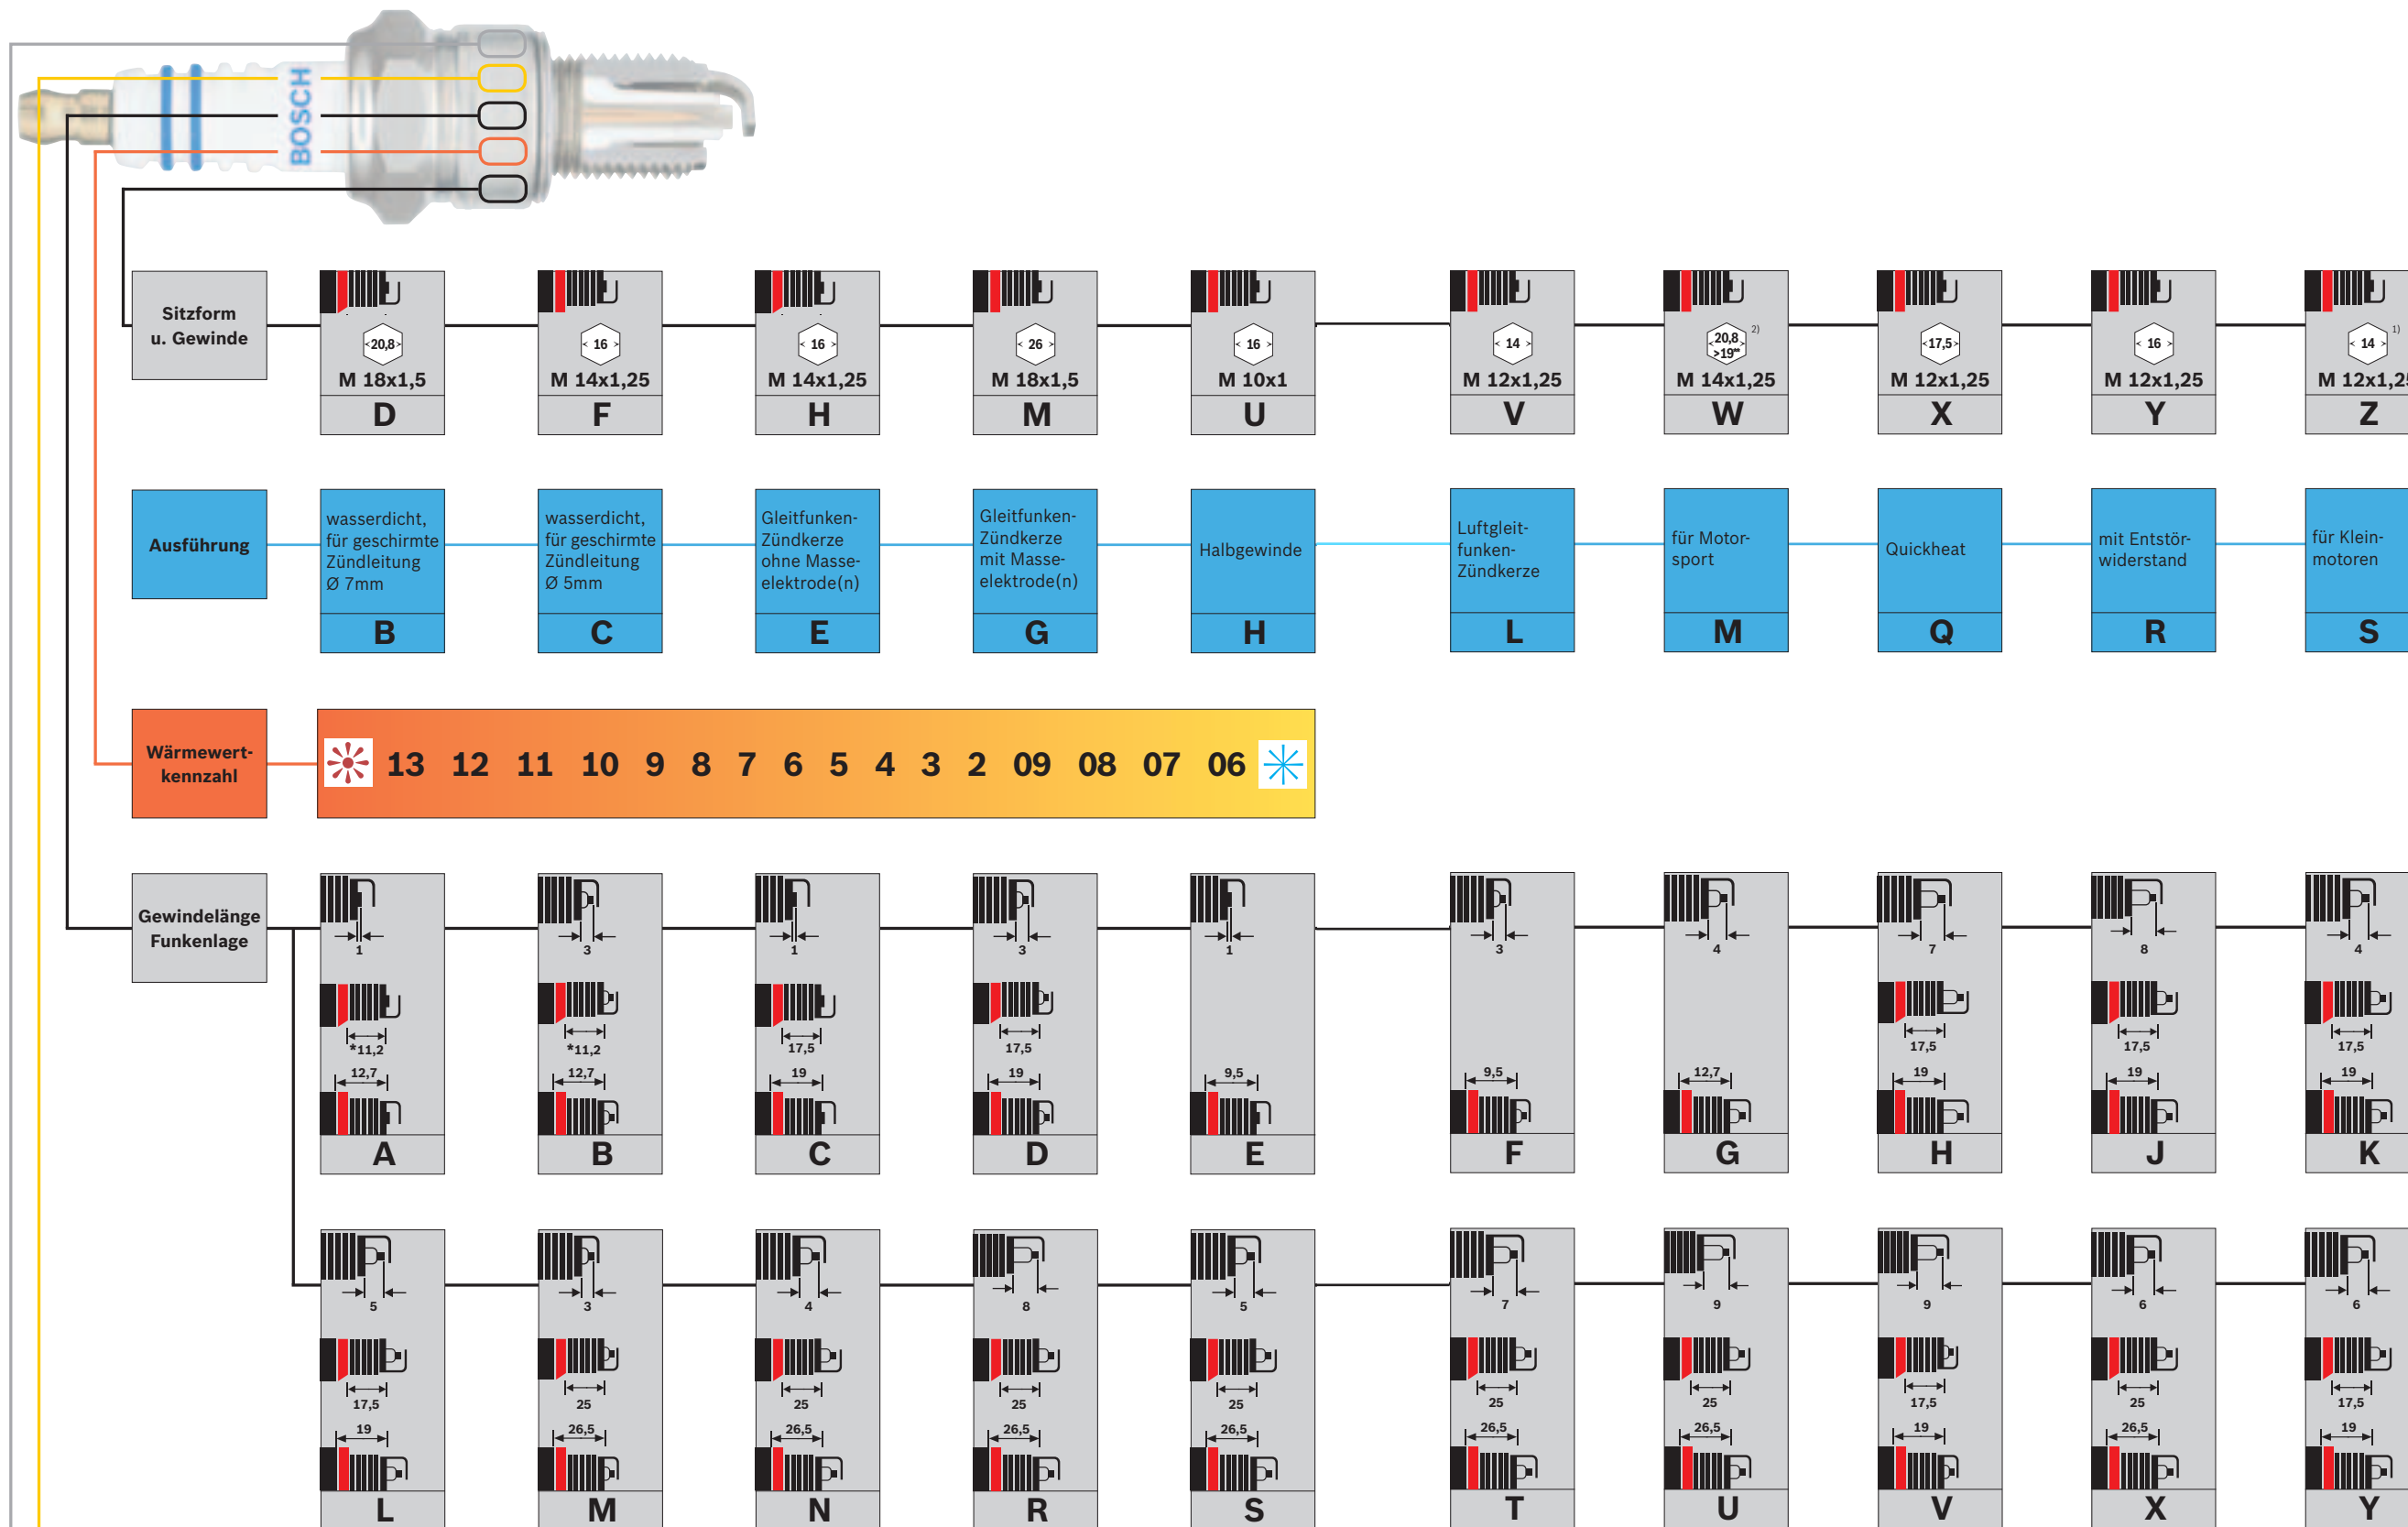 BOSCH
Sitzform
u. Gewinde
<20,8>
M 18x1,5
D
< 16 >
M 14x1,25
F
< 16 >
M 14x1,25
H
< 26 >
M 18x1,5
M
< 16 >
M 10x1
U
< 14 >
M 12x1,25
V
<20,8>
>19**
2)
M 14x1,25
W
<17,5>
M 12x1,25
X
< 16 >
M 12x1,25
Y
< 14 >
1)
M 12x1,25
Z
Ausführung
wasserdicht,
für geschirmte
Zündleitung
Ø 7mm
B
wasserdicht,
für geschirmte
Zündleitung
Ø 5mm
C
Gleitfunken-
Zündkerze
ohne Masse-
elektrode(n)
E
Gleitfunken-
Zündkerze
mit Masse-
elektrode(n)
G
Halbgewinde
H
Luftgleit-
funken-
Zündkerze
L
für Motor-
sport
M
Quickheat
Q
mit Entstör-
widerstand
R
für Klein-
motoren
S
Wärmewert-
kennzahl
13 12 11 10 9 8 7 6 5 4 3 2 09 08 07 06
Gewindelänge
Funkenlage
1
*11,2
12,7
A
3
*11,2
12,7
B
1
17,5
19
C
3
17,5
19
D
1
9,5
E
3
9,5
F
4
12,7
G
7
17,5
19
H
8
17,5
19
J
4
17,5
19
K
5
17,5
19
L
3
25
26,5
M
4
25
26,5
N
8
25
26,5
R
5
25
26,5
S
7
25
26,5
T
9
25
26,5
U
9
17,5
19
V
6
25
26,5
X
6
17,5
19
Y